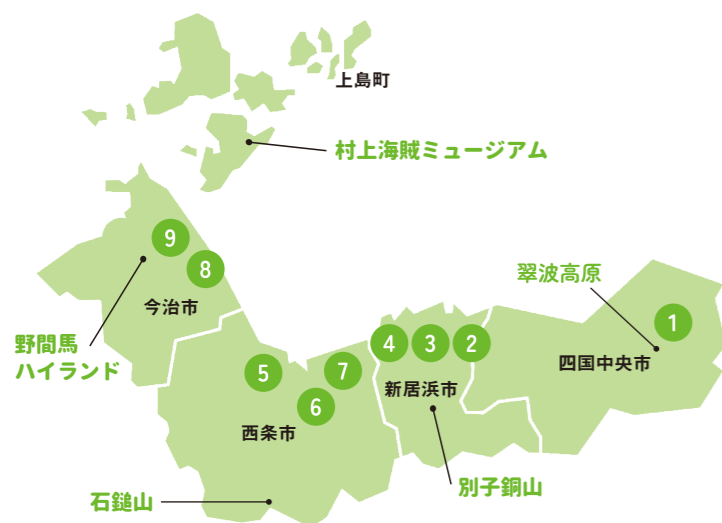 上島町
村上海賊ミュージアム
9
8
今治市
野間馬
ハイランド
翠波高原
1
四国中央市
4
3
2
新居浜市
5
7
6
西条市
別子銅山
石鎚山